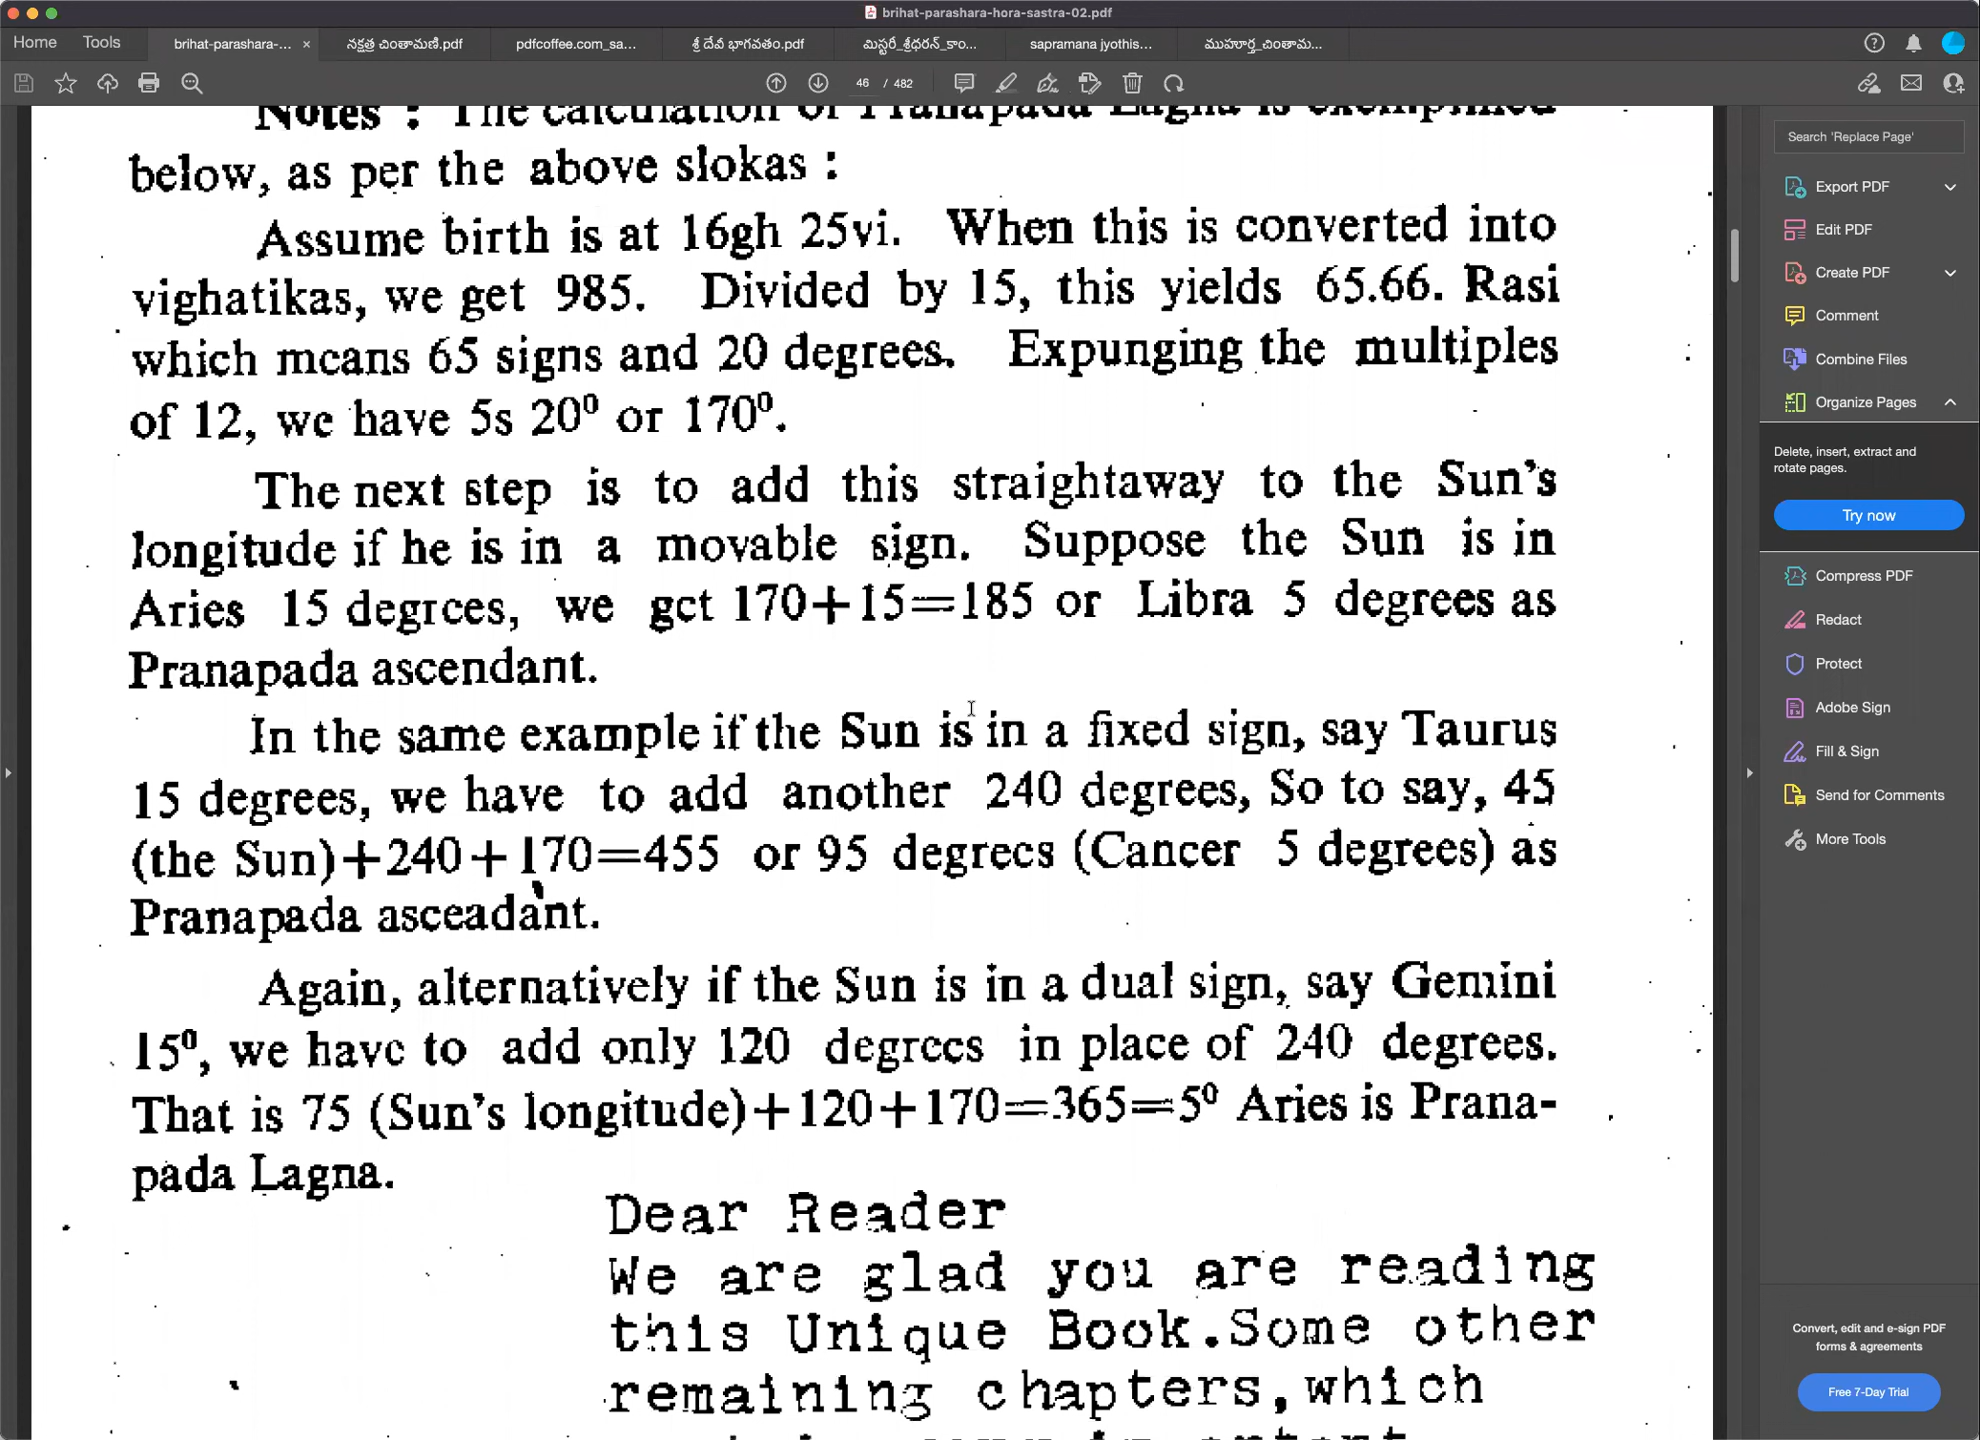 brihat-parashara-hora-sastra-02.pdf
Home Tools brihat-parashara-... × నక్షత్ర చింతామణి.pdf pdfcoffee.com_sa... శ్రీ దేవీ భాగవతం.pdf మిస్టరీ_శ్రీధరన్_కాం... sapramana jyothis... ముహూర్త_చింతామ...
46 / 482
Notes : The calculation of Pranapada Lagna is exemplified
below, as per the above slokas :
Assume birth is at 16gh 25vi. When this is converted into
vighatikas, we get 985. Divided by 15, this yields 65.66. Rasi
which mcans 65 signs and 20 degrees. Expunging the multiples
of 12, we have 5s 20⁰ or 170⁰.
The next step is to add this straightaway to the Sun's
longitude if he is in a movable sign. Suppose the Sun is in
Aries 15 degrces, we gct 170+15=185 or Libra 5 degrees as
Pranapada ascendant.
In the same example if the Sun is in a fixed sign, say Taurus
15 degrees, we have to add another 240 degrees, So to say, 45
(the Sun)+240+170=455 or 95 degrecs (Cancer 5 degrees) as
Pranapada asceadant.
Again, alternatively if the Sun is in a dual sign, say Gemini
15⁰, we havc to add only 120 degrccs in place of 240 degrees.
That is 75 (Sun's longitude)+120+170=365=5⁰ Aries is Prana-
pada Lagna.
Dear Reader
We are glad you are reading
this Unique Book.Some other
remaining chapters,which
Search 'Replace Page'
Export PDF
Edit PDF
Create PDF
Comment
Combine Files
Organize Pages
Delete, insert, extract and
rotate pages.
Try now
Compress PDF
Redact
Protect
Adobe Sign
Fill & Sign
Send for Comments
More Tools
Convert, edit and e-sign PDF
forms & agreements
Free 7-Day Trial